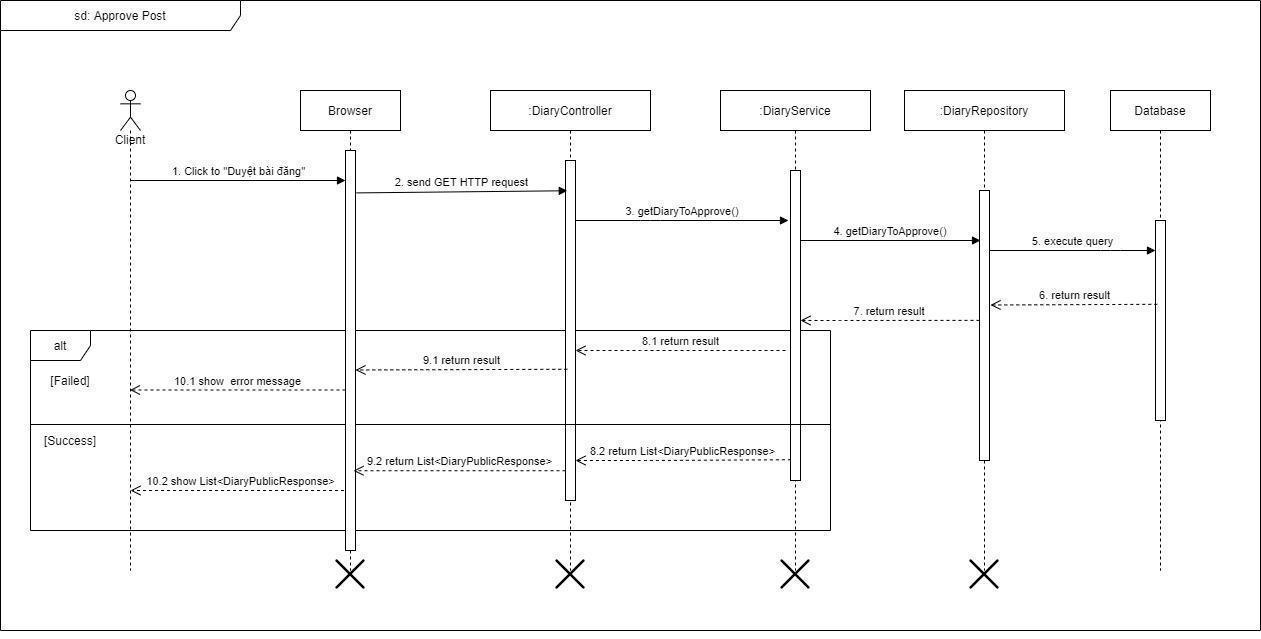 sd: Approve Post
Client
Browser
:DiaryController
:DiaryService
:DiaryRepository
Database
1. Click to "Duyệt bài đăng"
2. send GET HTTP request
3. getDiaryToApprove()
4. getDiaryToApprove()
5. execute query
6. return result
7. return result
alt
8.1 return result
9.1 return result
[Failed]
10.1 show error message
[Success]
8.2 return List<DiaryPublicResponse>
9.2 return List<DiaryPublicResponse>
10.2 show List<DiaryPublicResponse>